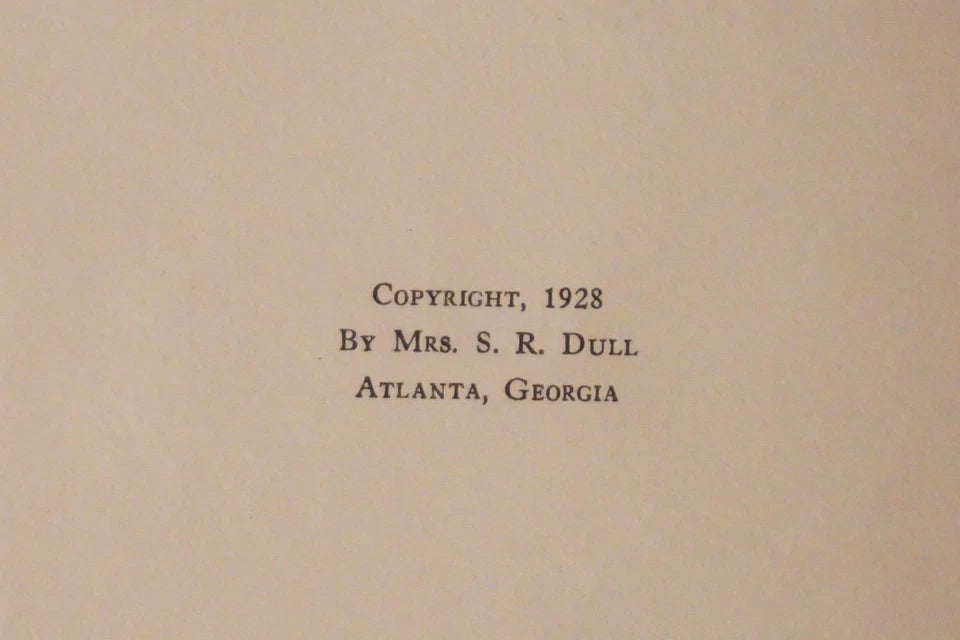 Copyright, 1928
By Mrs. S. R. Dull
Atlanta, Georgia